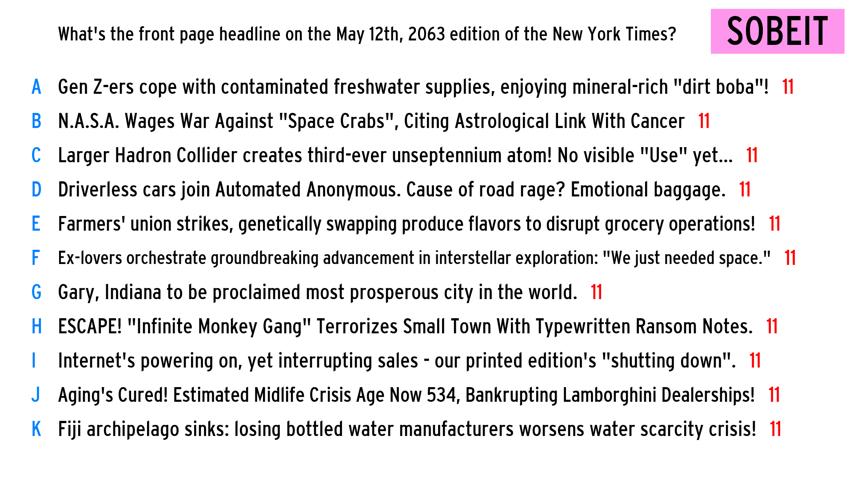 What's the front page headline on the May 12th, 2063 edition of the New York Times? SOBEIT
A Gen Z-ers cope with contaminated freshwater supplies, enjoying mineral-rich "dirt boba"! 11
B N.A.S.A. Wages War Against "Space Crabs", Citing Astrological Link With Cancer 11
C Larger Hadron Collider creates third-ever unseptennium atom! No visible "Use" yet... 11
D Driverless cars join Automated Anonymous. Cause of road rage? Emotional baggage. 11
E Farmers' union strikes, genetically swapping produce flavors to disrupt grocery operations! 11
F Ex-lovers orchestrate groundbreaking advancement in interstellar exploration: "We just needed space." 11
G Gary, Indiana to be proclaimed most prosperous city in the world. 11
H ESCAPE! "Infinite Monkey Gang" Terrorizes Small Town With Typewritten Ransom Notes. 11
I Internet's powering on, yet interrupting sales - our printed edition's "shutting down". 11
J Aging's Cured! Estimated Midlife Crisis Age Now 534, Bankrupting Lamborghini Dealerships! 11
K Fiji archipelago sinks: losing bottled water manufacturers worsens water scarcity crisis! 11